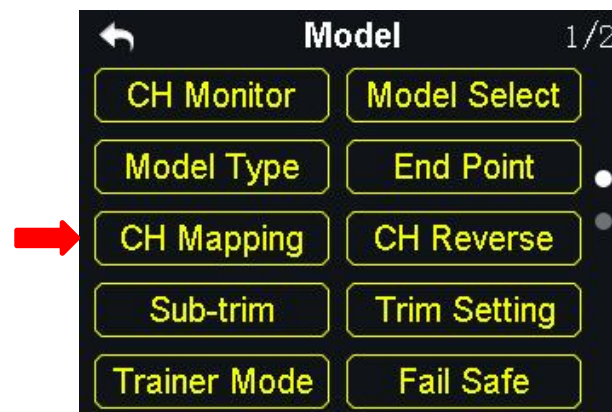 Model 1/2
CH Monitor Model Select
Model Type End Point
CH Mapping CH Reverse
Sub-trim Trim Setting
Trainer Mode Fail Safe